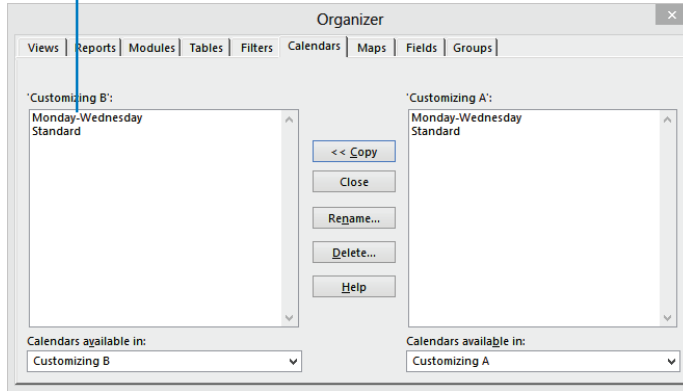 Organizer
Views Reports Modules Tables Filters Calendars Maps Fields Groups
'Customizing B':
Monday-Wednesday
Standard
<< Copy
Close
Rename...
Delete...
Help
'Customizing A':
Monday-Wednesday
Standard
Calendars available in:
Customizing B
Calendars available in:
Customizing A